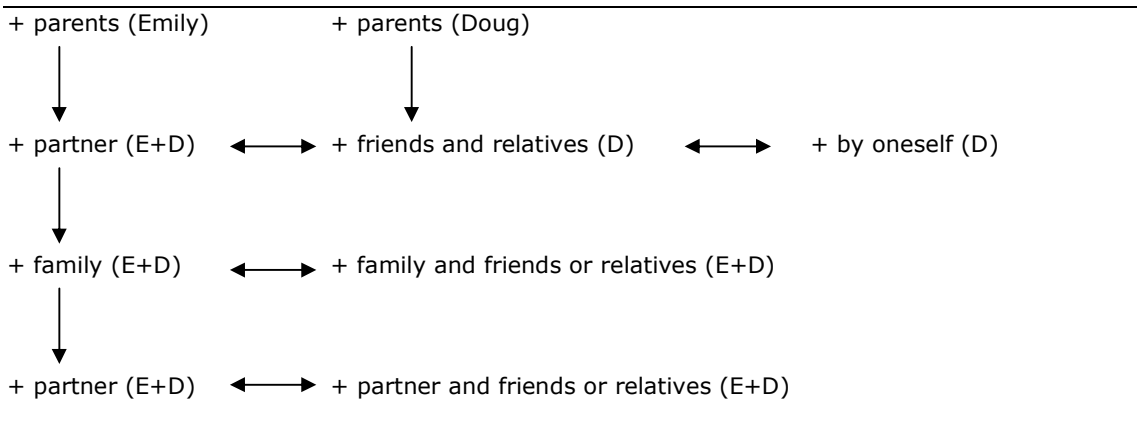 + parents (Emily) + parents (Doug)
+ partner (E+D) + friends and relatives (D) + by oneself (D)
+ family (E+D) + family and friends or relatives (E+D)
+ partner (E+D) + partner and friends or relatives (E+D)